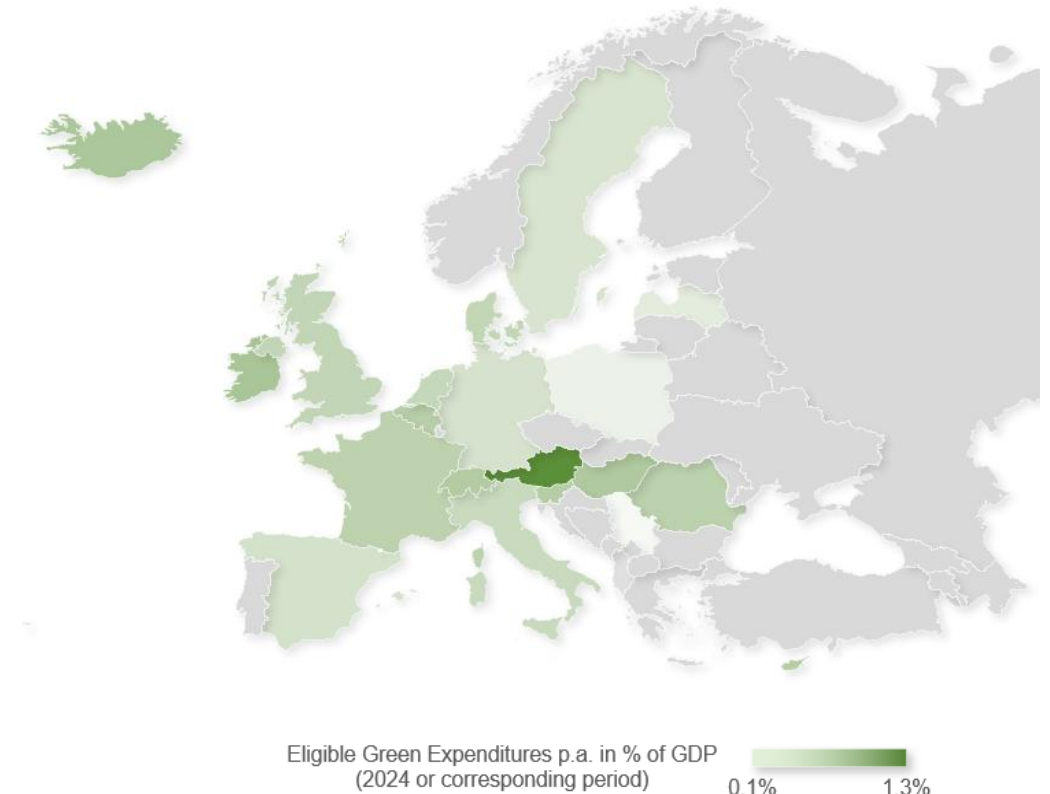 Eligible Green Expenditures p.a. in % of GDP
(2024 or corresponding period)
0.1% 1.3%